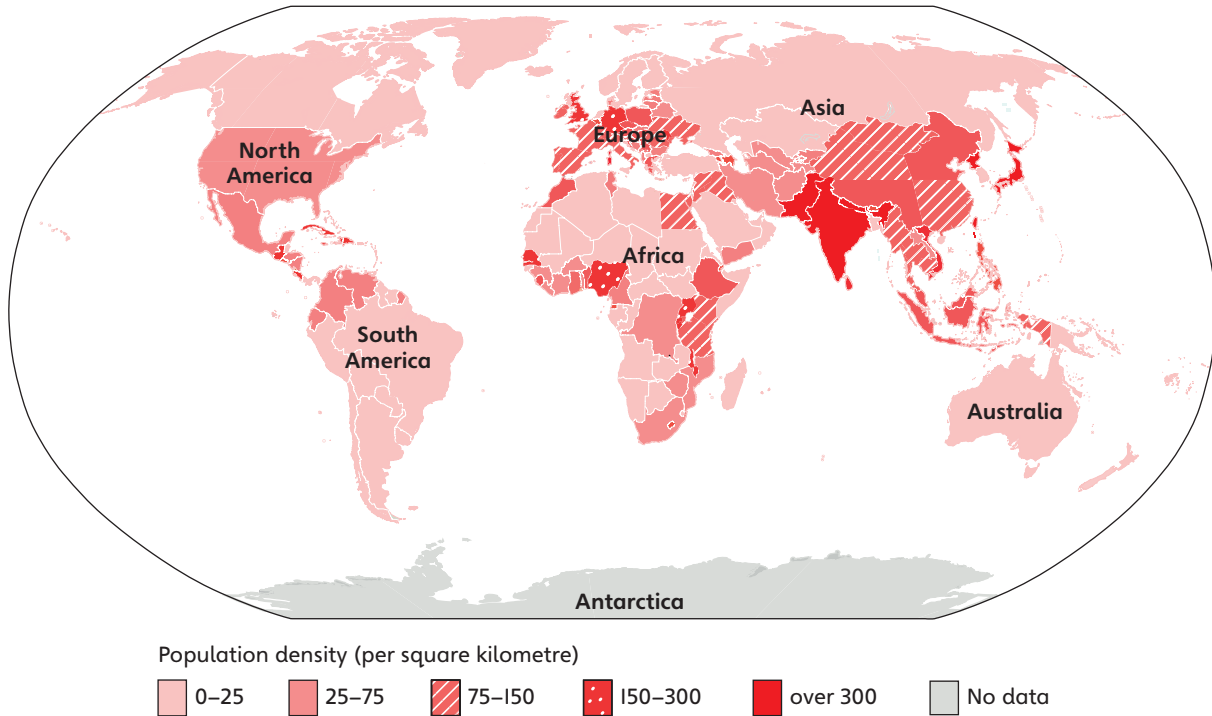 Asia
Europe
North
America
Africa
South
America
Australia
Antarctica
Population density (per square kilometre)
0–25
25–75
75–150
150–300
over 300
No data